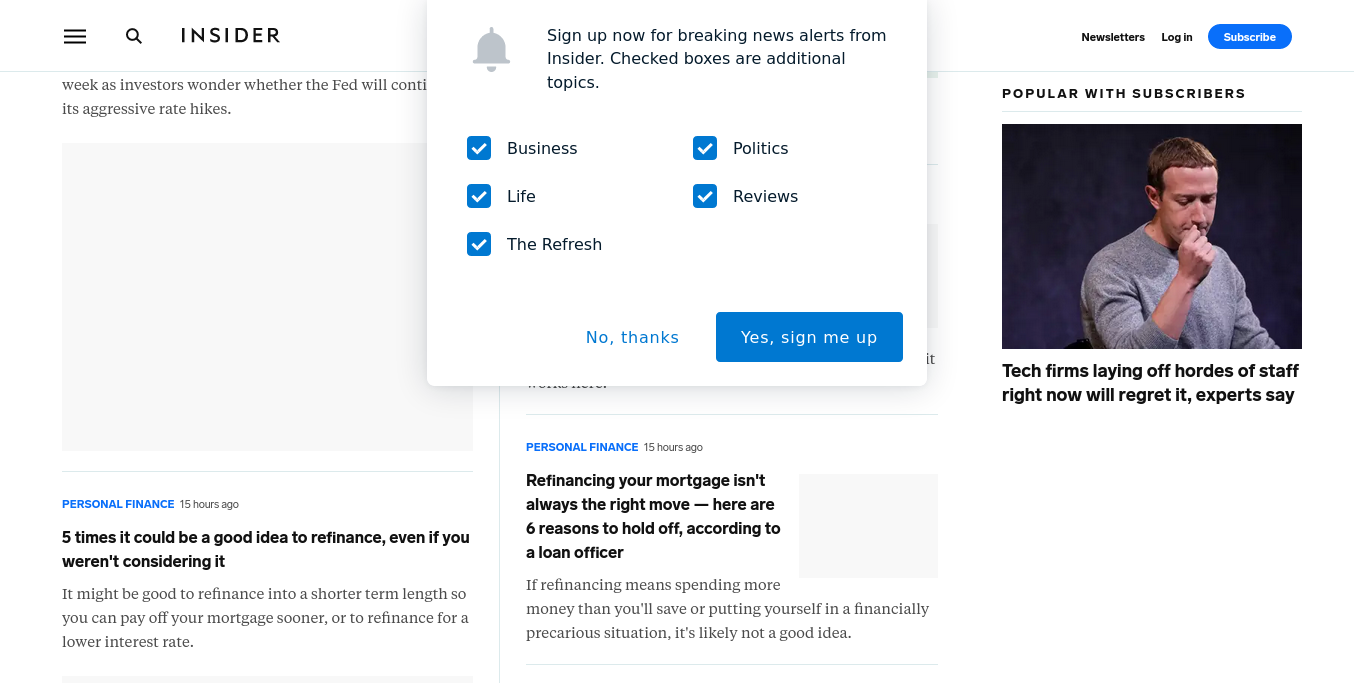 INSIDER
Newsletters
Log in
Subscribe
Sign up now for breaking news alerts from
Insider. Checked boxes are additional
topics.
Business
Politics
Life
Reviews
The Refresh
No, thanks
Yes, sign me up
week as investors wonder whether the Fed will
its aggressive rate hikes.
PERSONAL FINANCE 15 hours ago
5 times it could be a good idea to refinance, even if you
weren't considering it
It might be good to refinance into a shorter term length so
you can pay off your mortgage sooner, or to refinance for a
lower interest rate.
it
works here.
PERSONAL FINANCE 15 hours ago
Refinancing your mortgage isn't
always the right move — here are
6 reasons to hold off, according to
a loan officer
If refinancing means spending more
money than you'll save or putting yourself in a financially
precarious situation, it's likely not a good idea.
POPULAR WITH SUBSCRIBERS
Tech firms laying off hordes of staff
right now will regret it, experts say